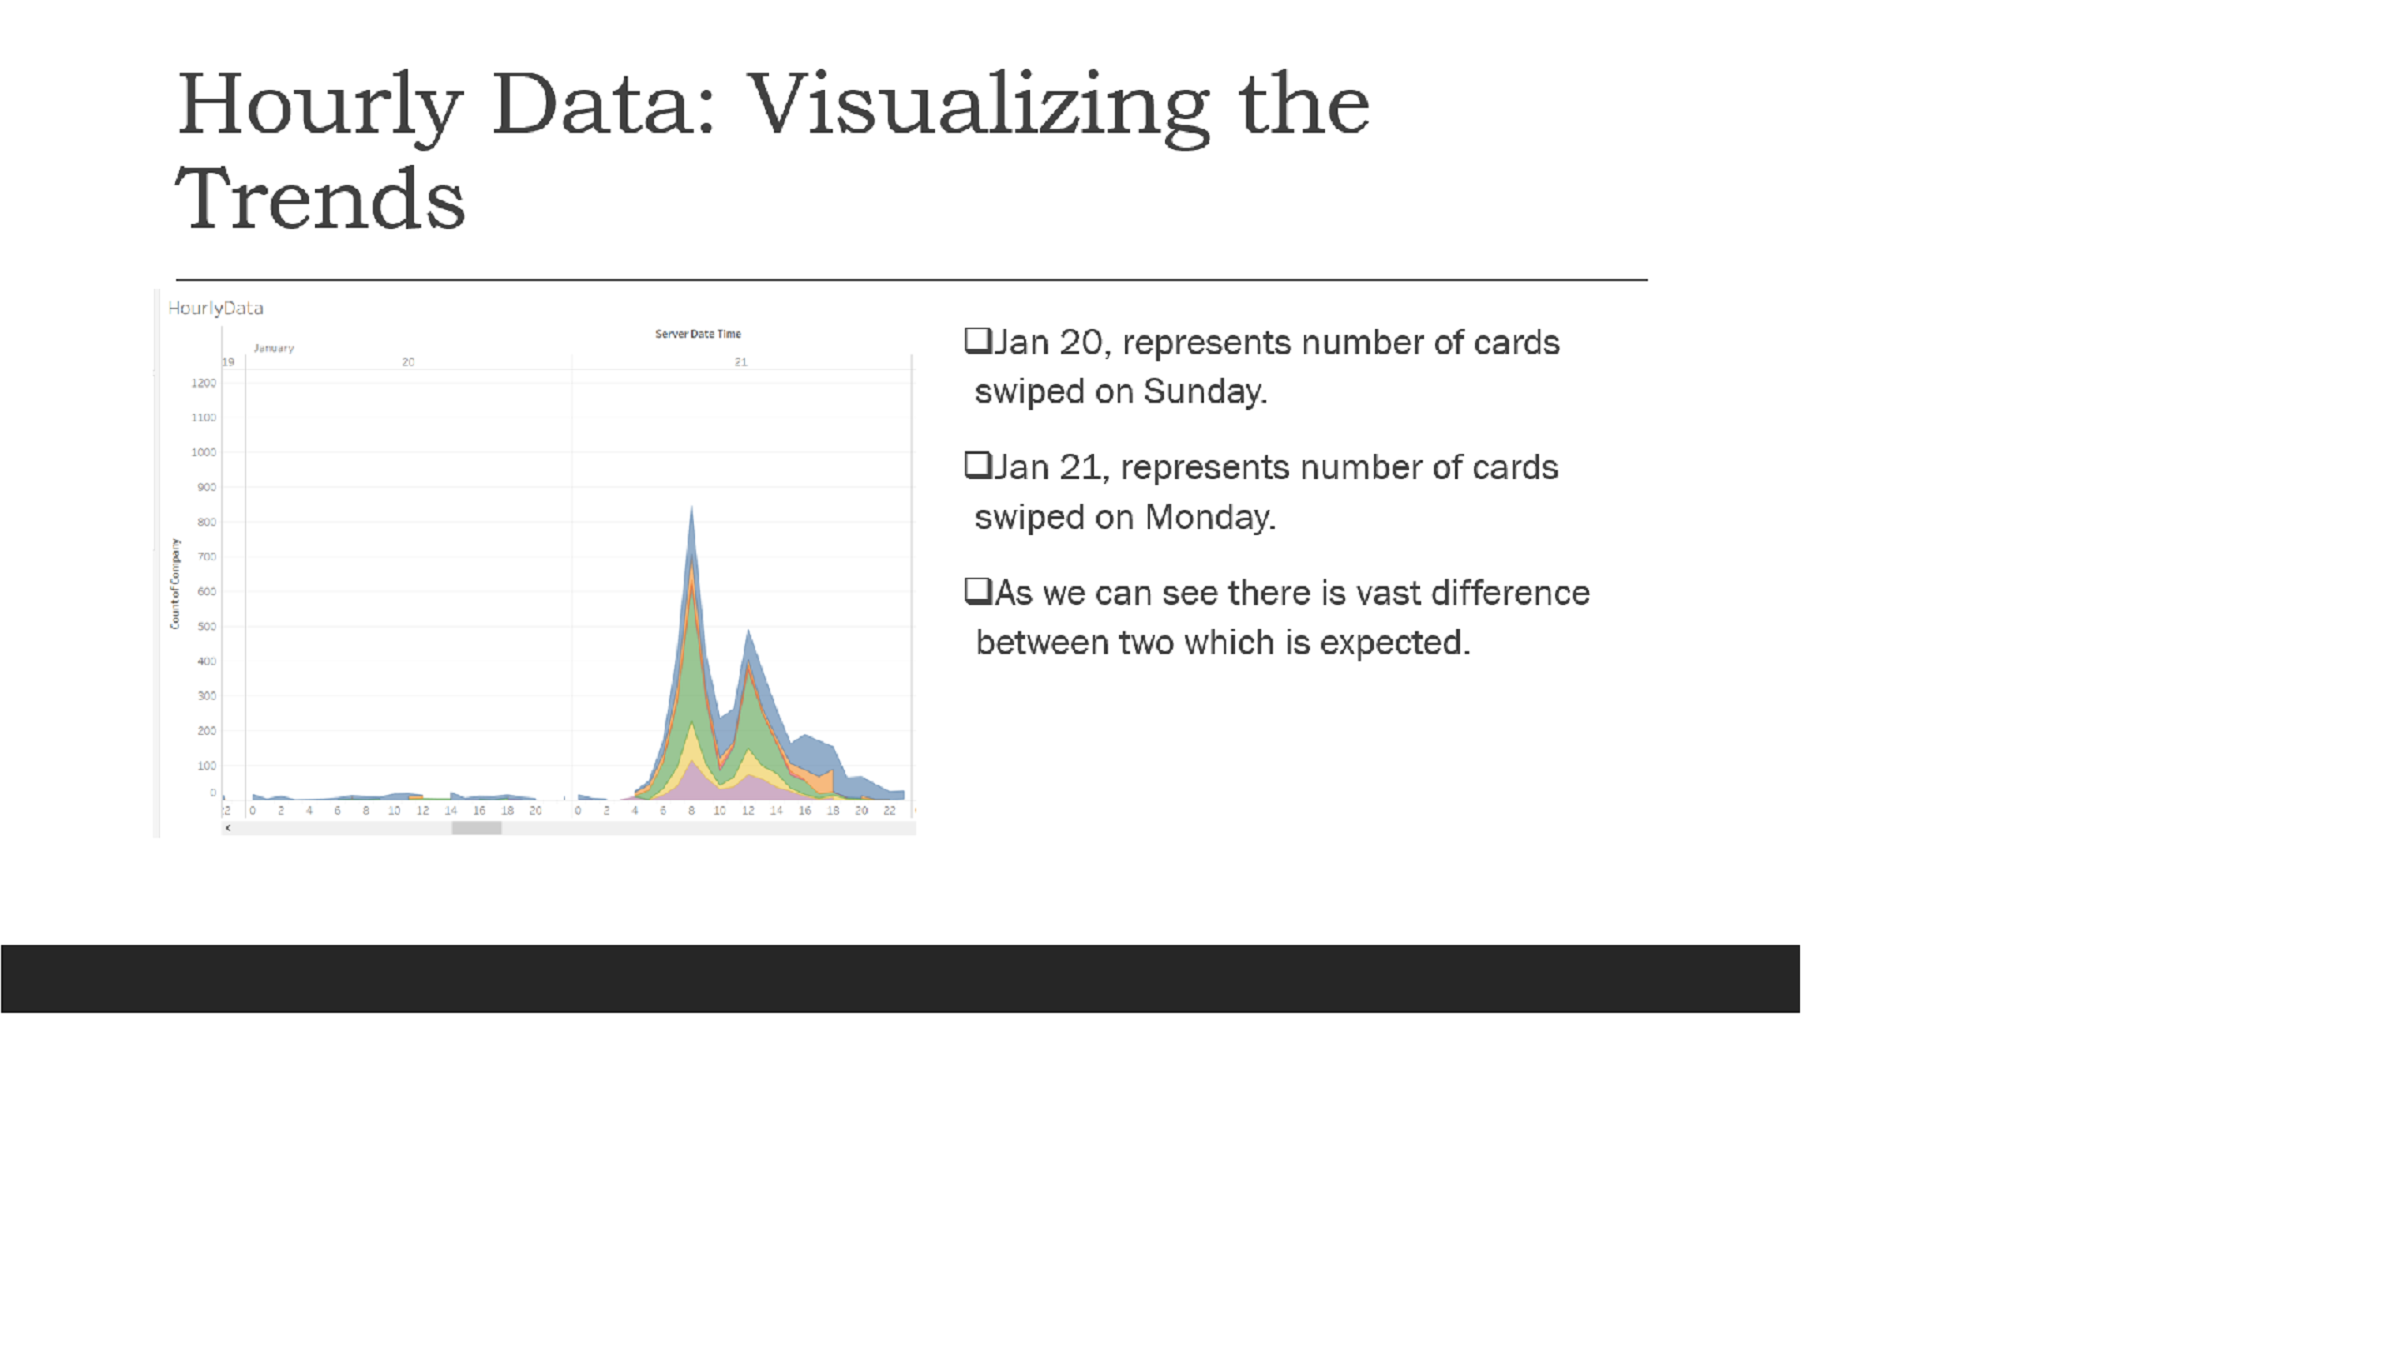 Hourly Data: Visualizing the
Trends
HourlyData
Server Date Time
January
19 20 21
1200
1100
1000
900
800
700
600
500
400
300
200
100
0
Count of Company
0 2 4 6 8 10 12 14 16 18 20 0 2 4 6 8 10 12 14 16 18 20 22
❑Jan 20, represents number of cards
swiped on Sunday.
❑Jan 21, represents number of cards
swiped on Monday.
❑As we can see there is vast difference
between two which is expected.